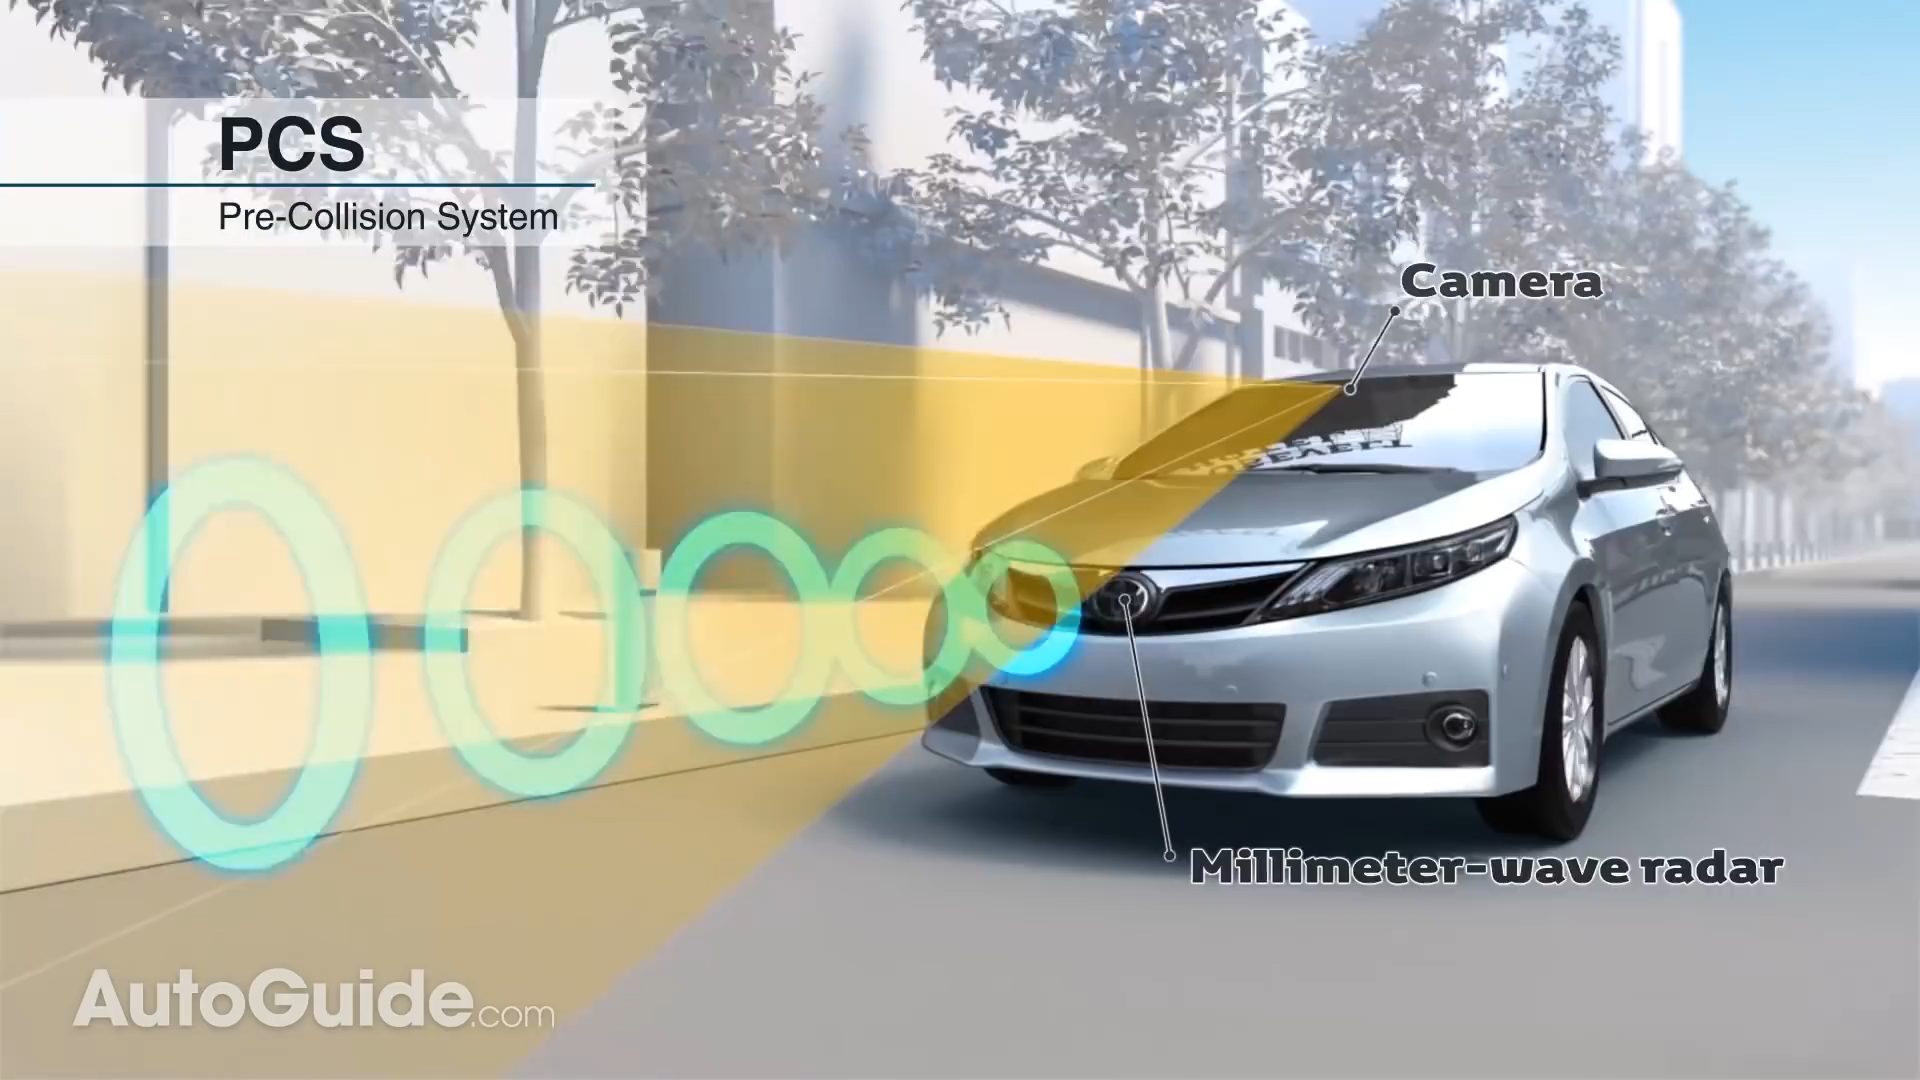 PCS
Pre-Collision System
Camera
Millimeter-wave radar
AutoGuide.com